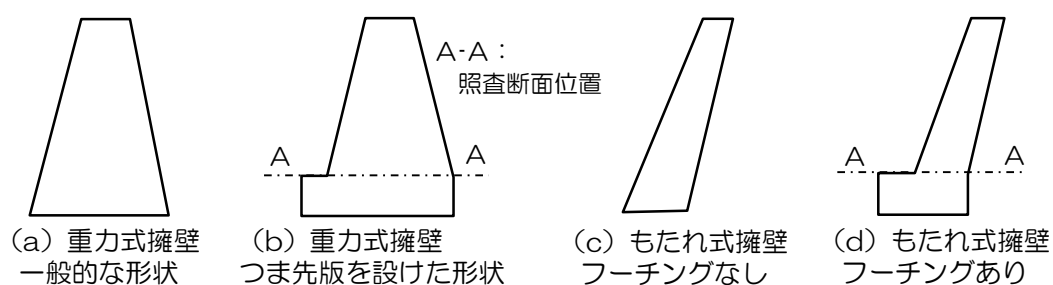 A-A:
照査断面位置
A A
A A
(a) 重力式擁壁
一般的な形状
(b) 重力式擁壁
つま先版を設けた形状
(c) もたれ式擁壁
フーチングなし
(d) もたれ式擁壁
フーチングあり